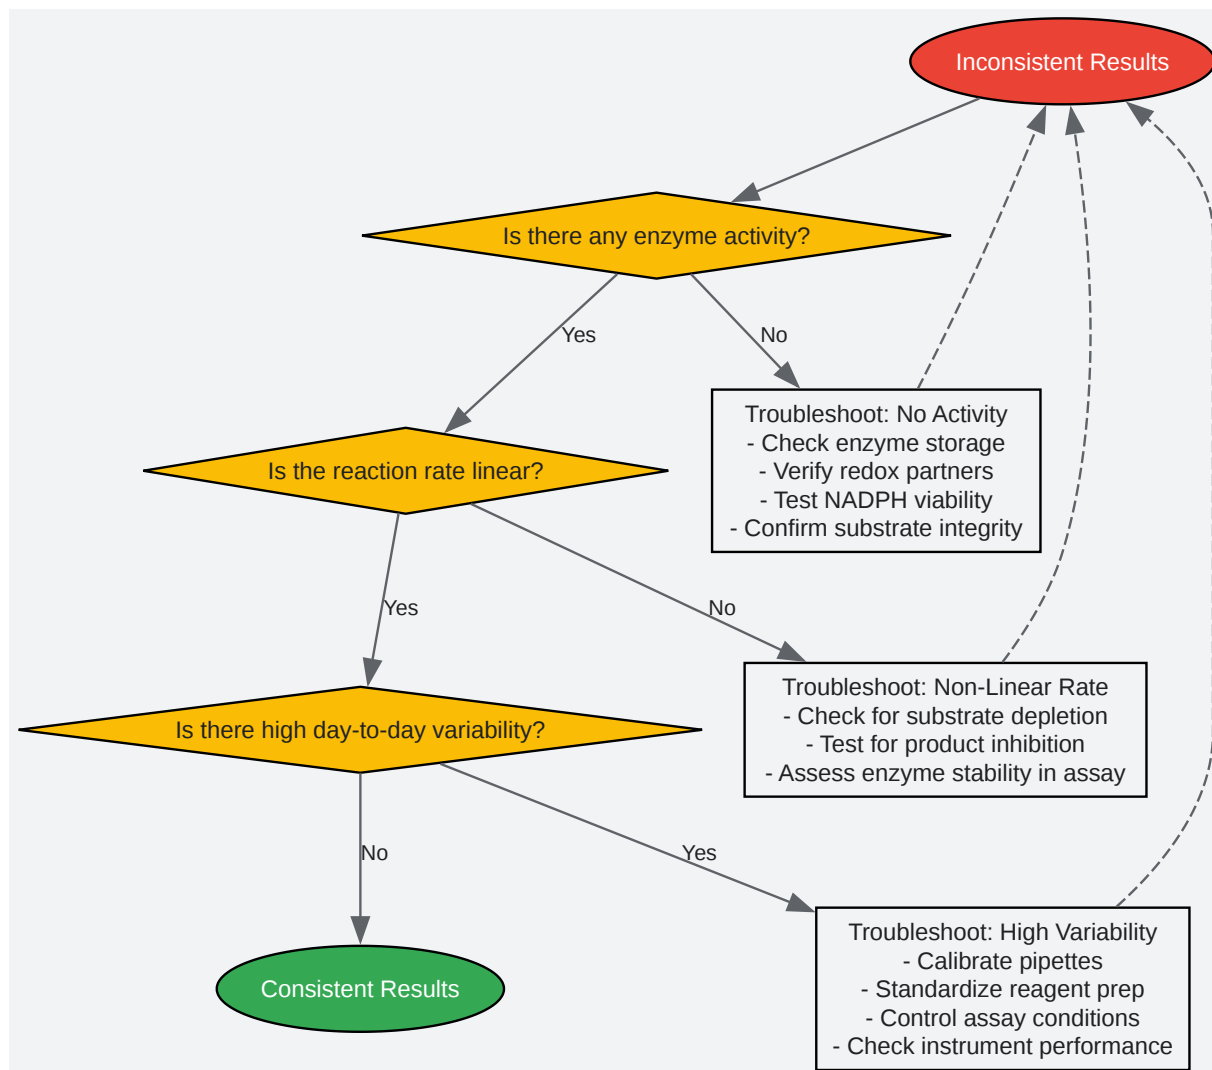 Inconsistent Results
Is there any enzyme activity?
Yes
No
Troubleshoot: No Activity
- Check enzyme storage
- Verify redox partners
- Test NADPH viability
- Confirm substrate integrity
Is the reaction rate linear?
Yes
No
Troubleshoot: Non-Linear Rate
- Check for substrate depletion
- Test for product inhibition
- Assess enzyme stability in assay
Is there high day-to-day variability?
No
Yes
Troubleshoot: High Variability
- Calibrate pipettes
- Standardize reagent prep
- Control assay conditions
- Check instrument performance
Consistent Results